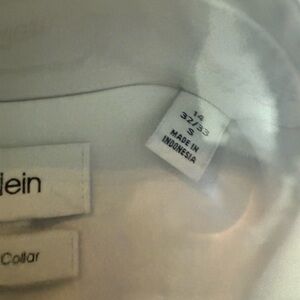 14
32/33
S
MADE IN
INDONESIA
lein
Collar